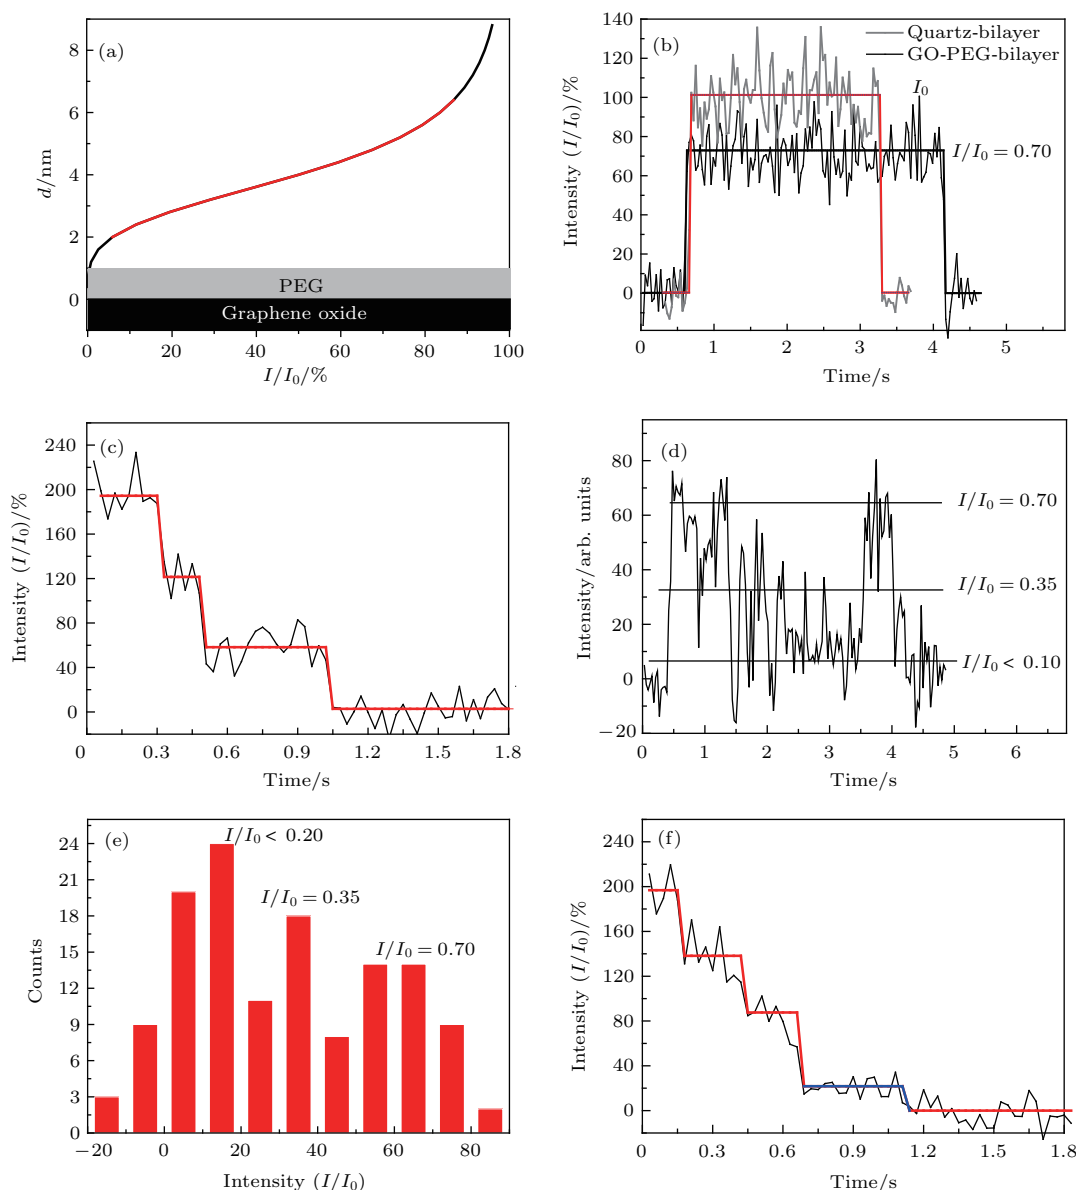 (a)
8
6
4
2
0
d/nm
PEG
Graphene oxide
0 20 40 60 80 100
I/I0/%
(b)
Quartz-bilayer
GO-PEG-bilayer
I0
I/I0 = 0.70
140
120
100
80
60
40
20
0
Intensity (I/I0)/%
0 1 2 3 4 5
Time/s
(c)
240
200
160
120
80
40
0
Intensity (I/I0)/%
0 0.3 0.6 0.9 1.2 1.5 1.8
Time/s
(d)
80
60
40
20
0
−20
Intensity/arb. units
I/I0 = 0.70
I/I0 = 0.35
I/I0 < 0.10
0 1 2 3 4 5 6
Time/s
(e)
I/I0 < 0.20
I/I0 = 0.35
I/I0 = 0.70
24
21
18
15
12
9
6
3
0
Counts
−20 0 20 40 60 80
Intensity (I/I0)
(f)
240
200
160
120
80
40
0
Intensity (I/I0)/%
0 0.3 0.6 0.9 1.2 1.5 1.8
Time/s